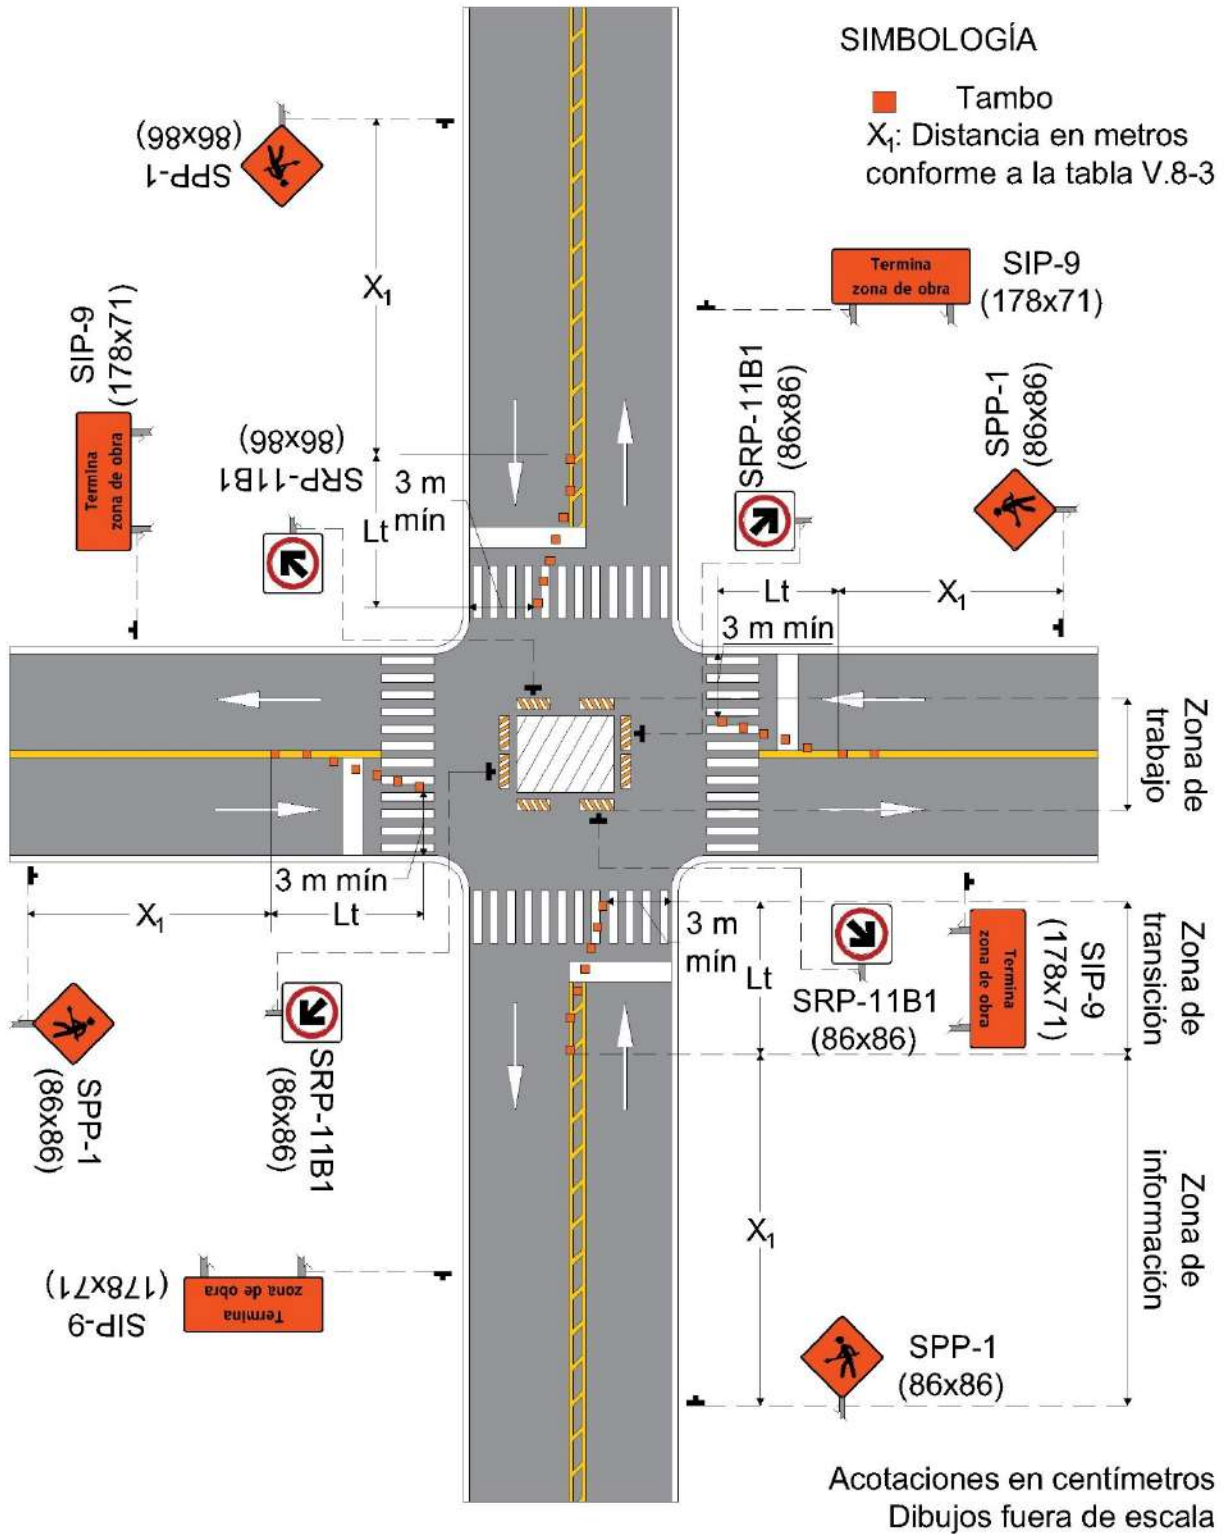 SIMBOLOGÍA
Tambo
X₁: Distancia en metros
conforme a la tabla V.8-3
SPP-1
(86x86)
X₁
Termina
zona de obra
SIP-9
(178x71)
SIP-9
(178x71)
Termina
zona de obra
SRP-11B1
(86x86)
3 m
mín
Lt
SRP-11B1
(86x86)
SPP-1
(86x86)
Lt
X₁
3 m mín
Zona de
trabajo
3 m mín
X₁
Lt
3 m
mín
Lt
SRP-11B1
(86x86)
Termina
zona de obra
SIP-9
(178x71)
Zona de
transición
SPP-1
(86x86)
SRP-11B1
(86x86)
X₁
Zona de
información
SIP-9
(178x71)
Termina
zona de obra
SPP-1
(86x86)
Acotaciones en centímetros
Dibujos fuera de escala